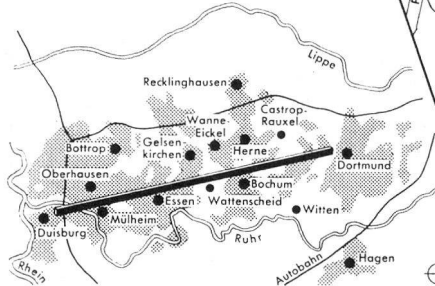 Lippe
Recklinghausen
Castrop-
Rauxel
Wanne-
Eickel
Gelsen-
kirchen
Herne
Bottrop
Dortmund
Oberhausen
Bochum
Essen
Wattenscheid
Witten
Mülheim
Duisburg
Ruhr
Rhein
Autobahn
Hagen